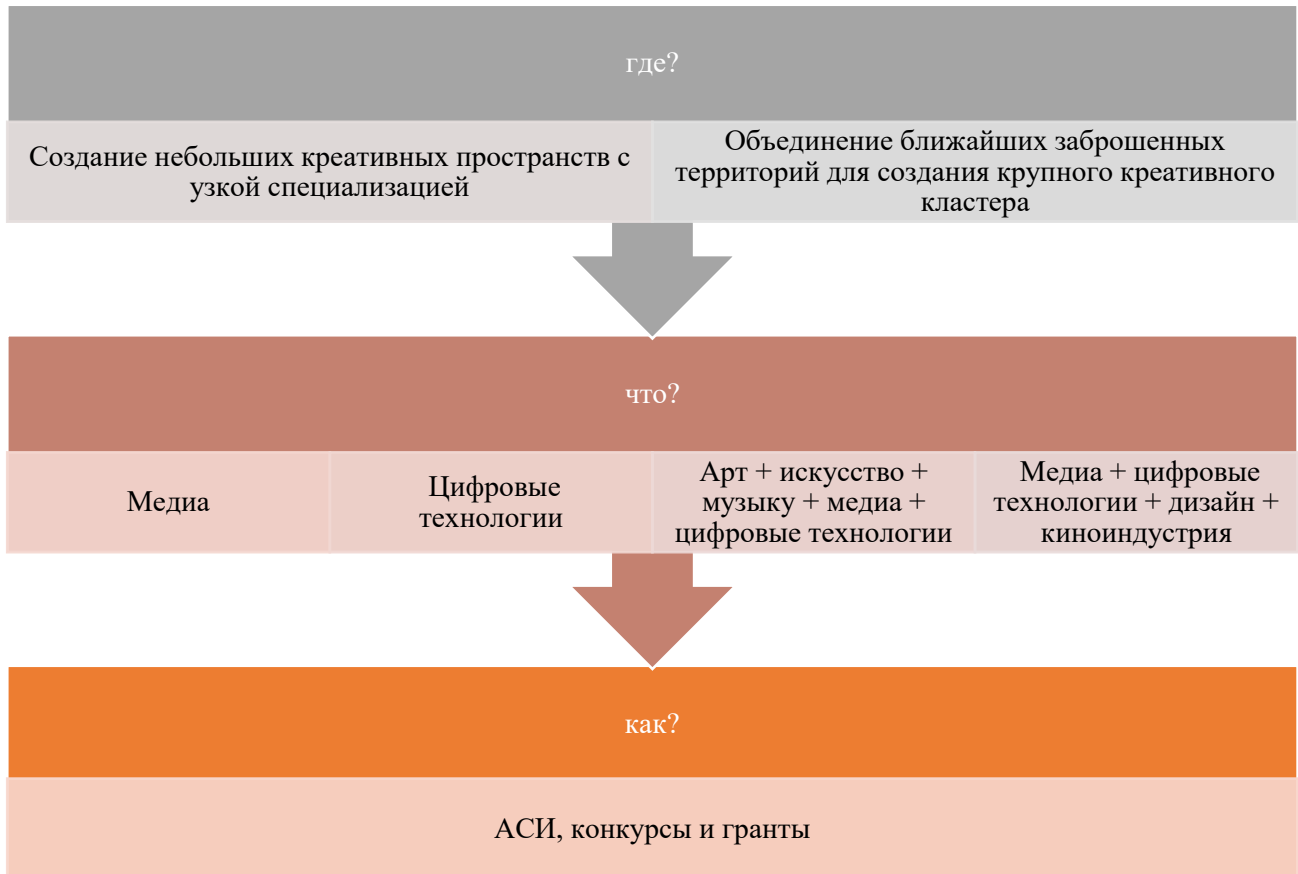 где?
Создание небольших креативных пространств с
узкой специализацией
Объединение ближайших заброшенных
территорий для создания крупного креативного
кластера
что?
Медиа
Цифровые
технологии
Арт + искусство +
музыку + медиа +
цифровые технологии
Медиа + цифровые
технологии + дизайн +
киноиндустрия
как?
АСИ, конкурсы и гранты